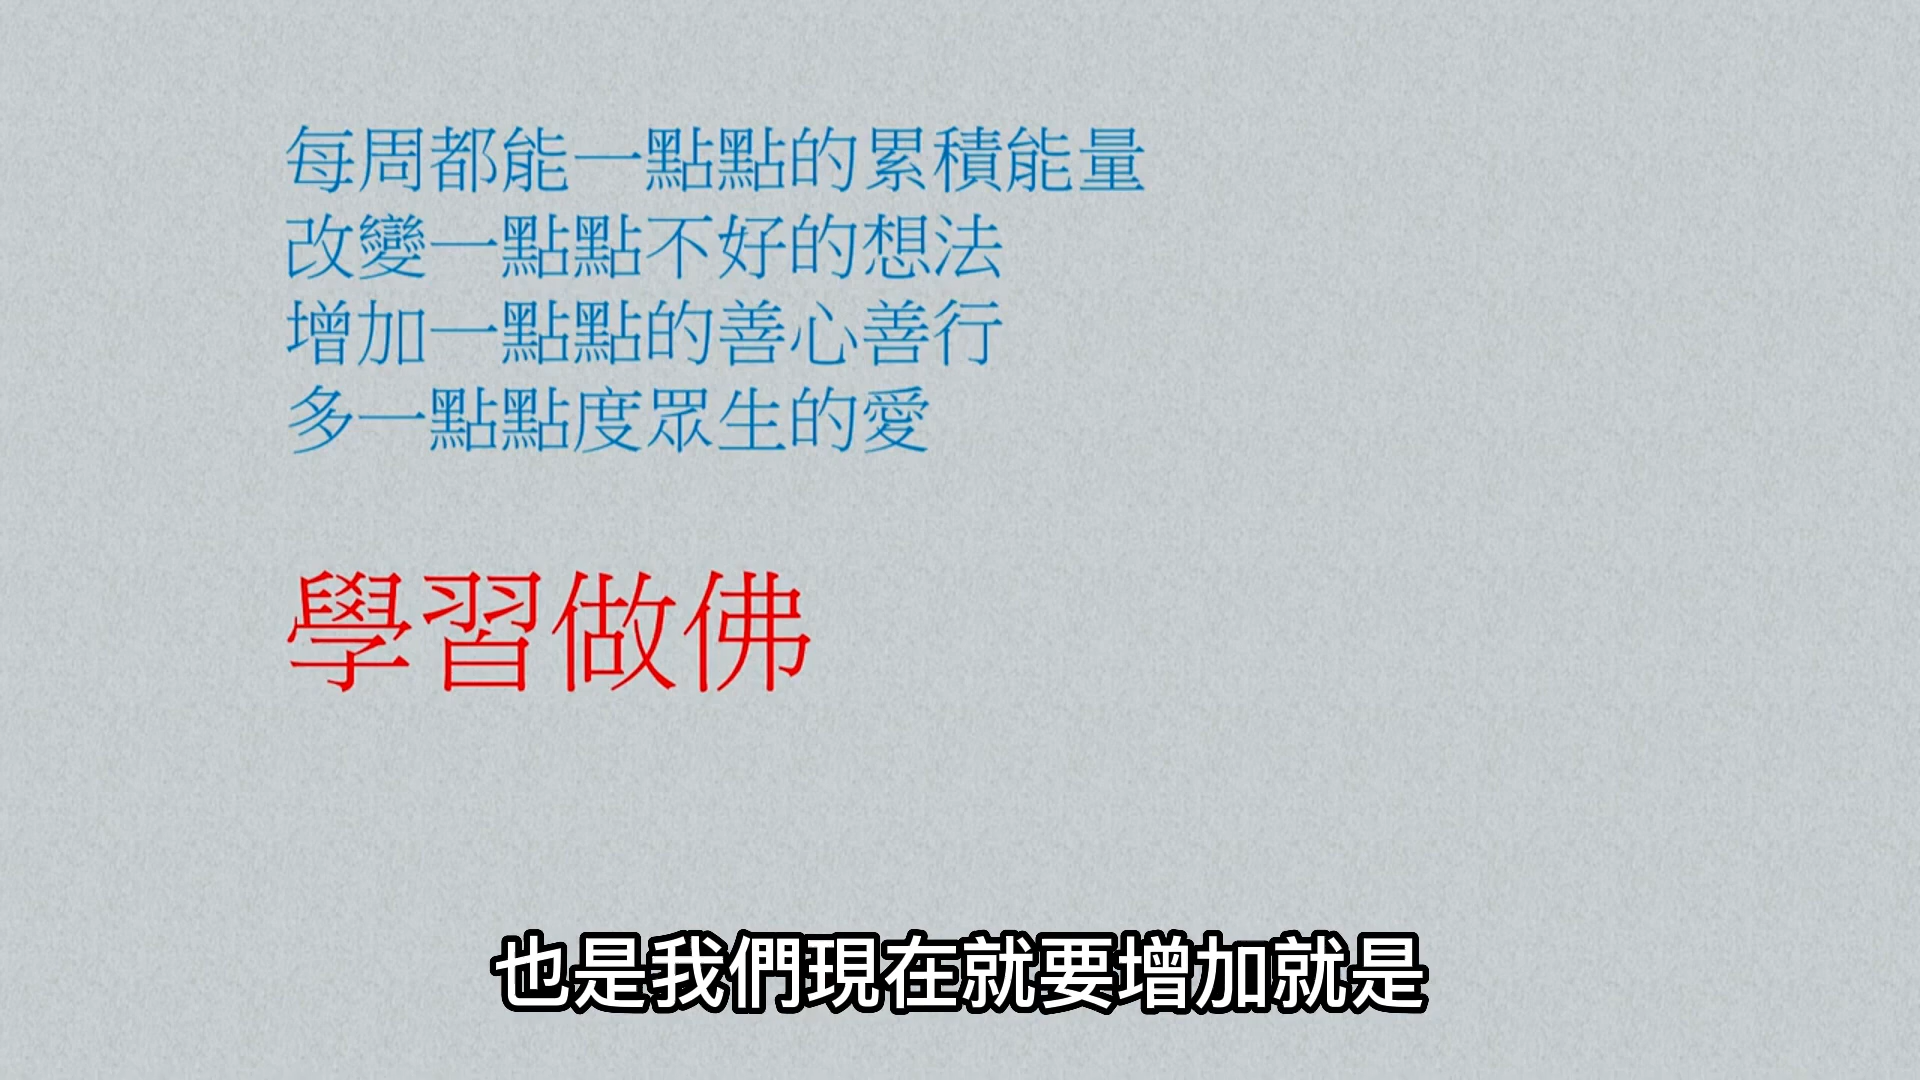 每周都能一點點的累積能量
改變一點點不好的想法
增加一點點的善心善行
多一點點度眾生的愛
學習做佛
也是我們現在就要增加就是